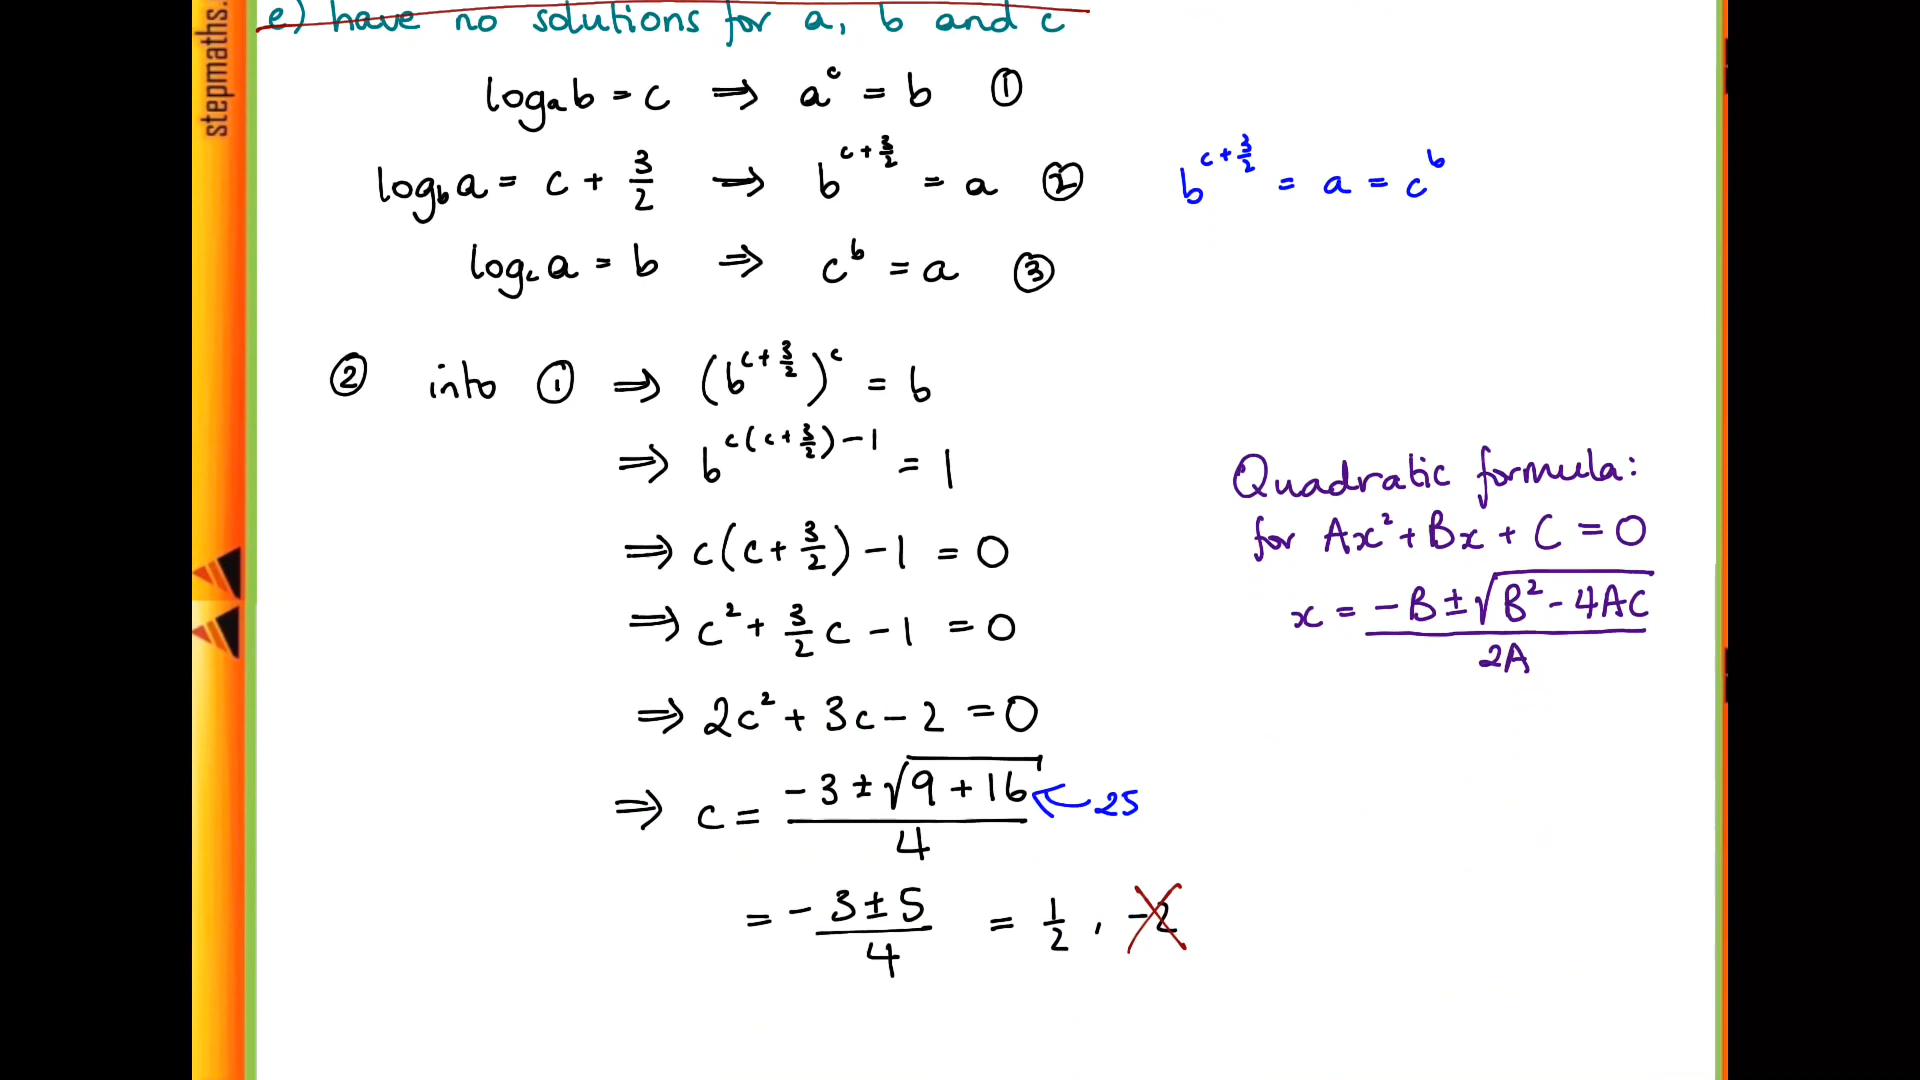 stepmaths.
e) have no solutions for a, b and c
logₐb = c ⇒ a^c = b ①
log_b a = c + 3/2 ⇒ b^(c+3/2) = a ② b^(c+3/2) = a = c^b
log_c a = b ⇒ c^b = a ③
② into ① ⇒ (b^(c+3/2))^c = b
⇒ b^(c(c+3/2)-1) = 1
⇒ c(c+3/2) - 1 = 0
⇒ c² + 3/2 c - 1 = 0
⇒ 2c² + 3c - 2 = 0
⇒ c = (-3 ± √(9 + 16))/4 25
= (-3 ± 5)/4 = 1/2, -2
Quadratic formula:
for Ax² + Bx + C = 0
x = (-B ± √(B² - 4AC))/2A